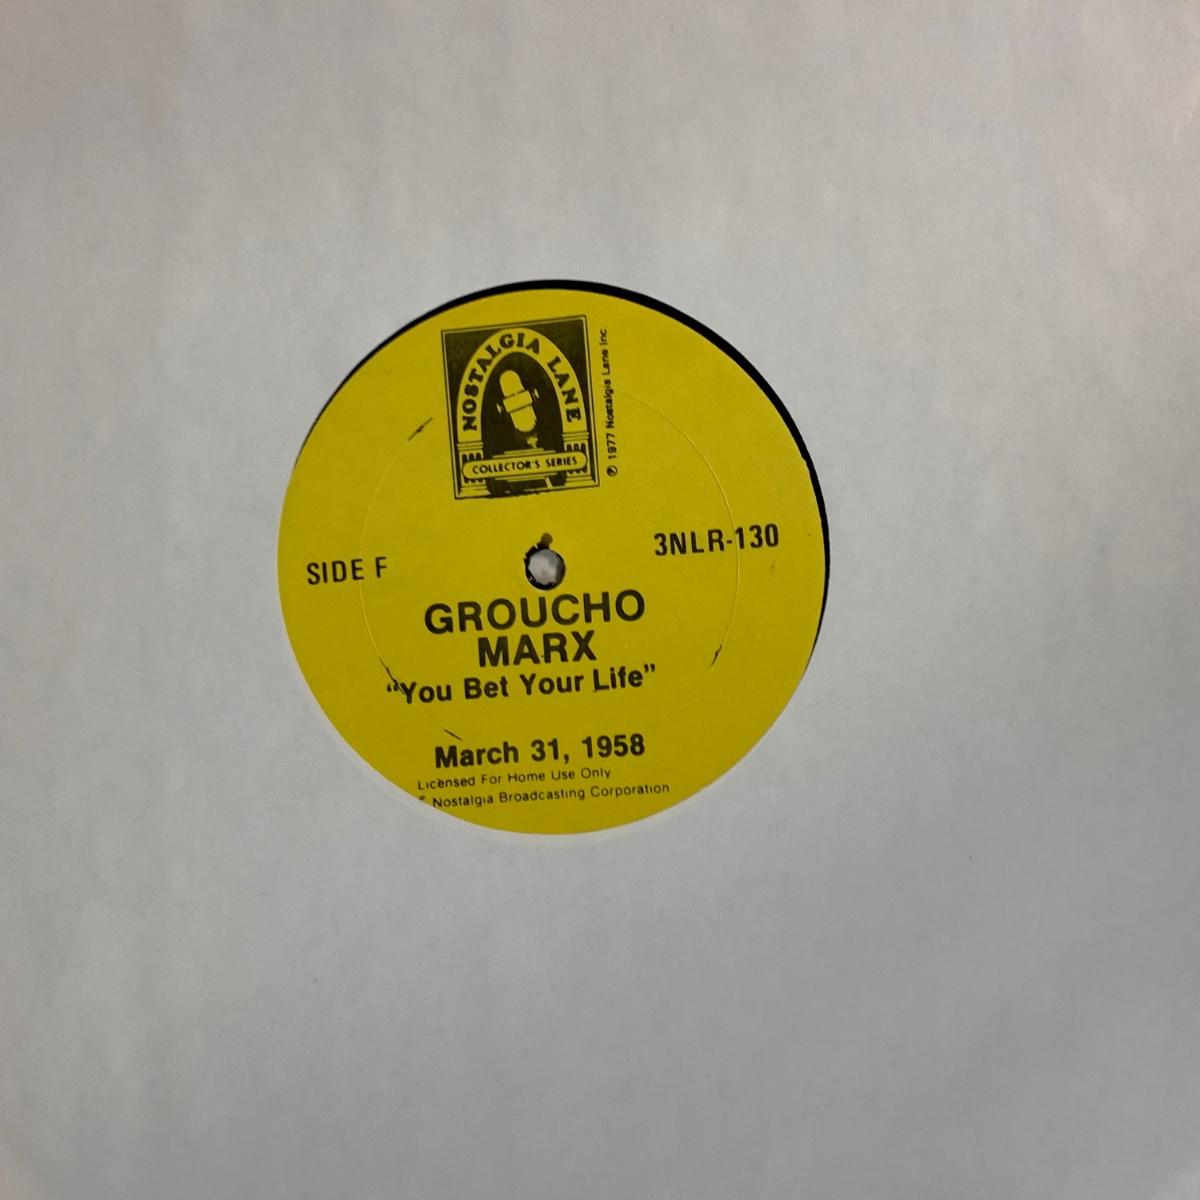 NOSTALGIA LANE
COLLECTOR'S SERIES
℗ 1977 Nostalgia Lane Inc
SIDE F
3NLR-130
GROUCHO
MARX
“You Bet Your Life”
March 31, 1958
Licensed For Home Use Only
Nostalgia Broadcasting Corporation